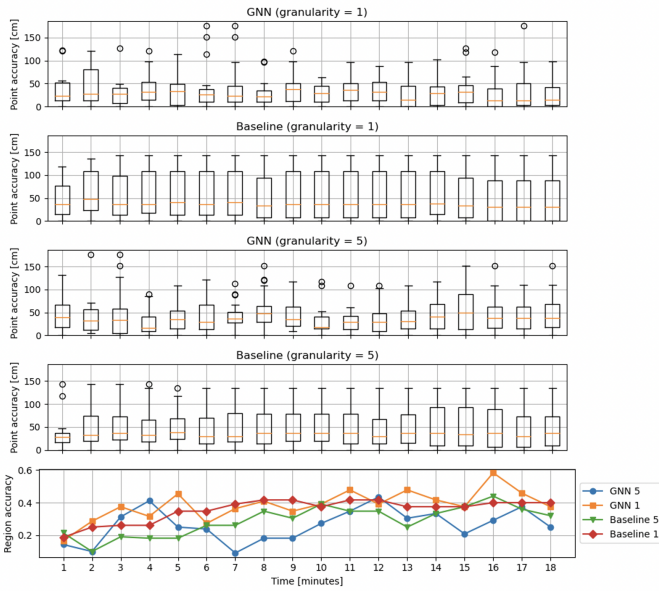 GNN (granularity = 1)
Point accuracy [cm]
150
100
50
0
Baseline (granularity = 1)
Point accuracy [cm]
150
100
50
0
GNN (granularity = 5)
Point accuracy [cm]
150
100
50
0
Baseline (granularity = 5)
Point accuracy [cm]
150
100
50
0
Region accuracy
0.6
0.4
0.2
GNN 5
GNN 1
Baseline 5
Baseline 1
1 2 3 4 5 6 7 8 9 10 11 12 13 14 15 16 17 18
Time [minutes]